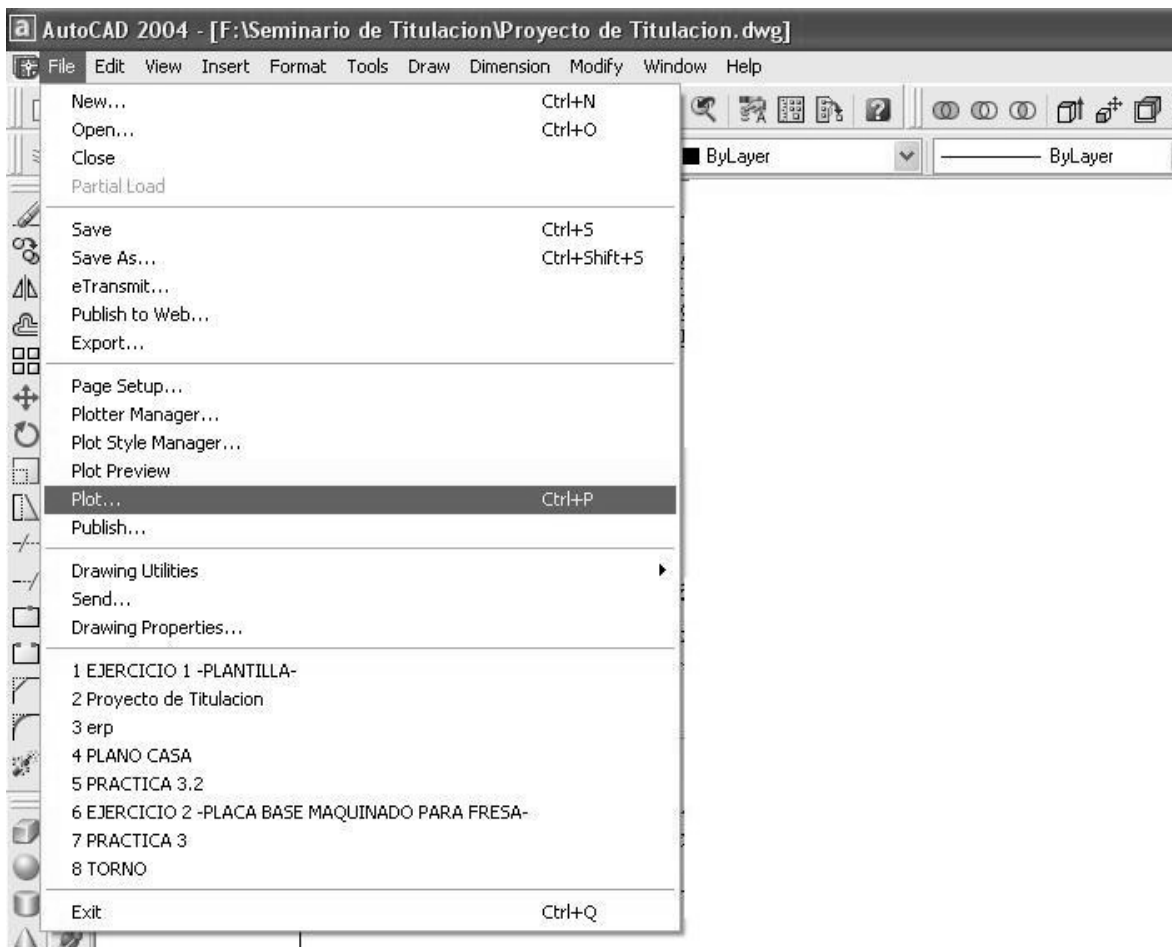 a AutoCAD 2004 - [F:\Seminario de Titulacion\Proyecto de Titulacion.dwg]
File Edit View Insert Format Tools Draw Dimension Modify Window Help
New... Ctrl+N
Open... Ctrl+O
Close
ByLayer ByLayer
Partial Load
Save Ctrl+S
Save As... Ctrl+Shift+S
eTransmit...
Publish to Web...
Export...
Page Setup...
Plotter Manager...
Plot Style Manager...
Plot Preview
Plot... Ctrl+P
Publish...
Drawing Utilities
Send...
Drawing Properties...
1 EJERCICIO 1 -PLANTILLA-
2 Proyecto de Titulacion
3 erp
4 PLANO CASA
5 PRACTICA 3.2
6 EJERCICIO 2 -PLACA BASE MAQUINADO PARA FRESA-
7 PRACTICA 3
8 TORNO
Exit Ctrl+Q